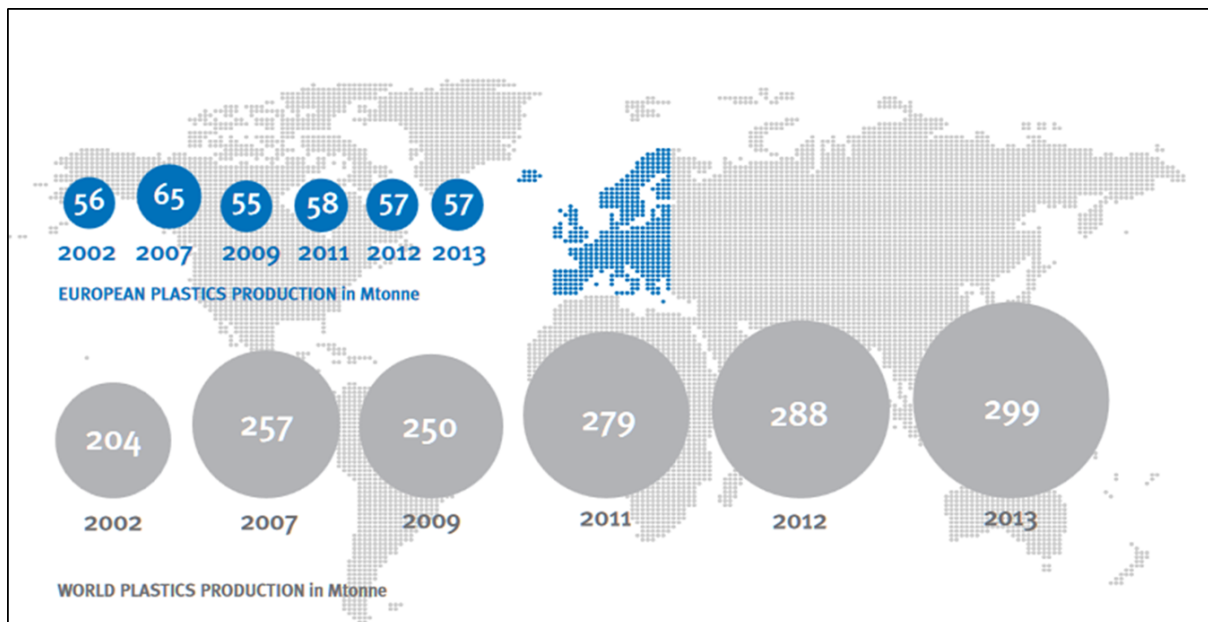 56 65 55 58 57 57
2002 2007 2009 2011 2012 2013
EUROPEAN PLASTICS PRODUCTION in Mtonne
204 257 250 279 288 299
2002 2007 2009 2011 2012 2013
WORLD PLASTICS PRODUCTION in Mtonne